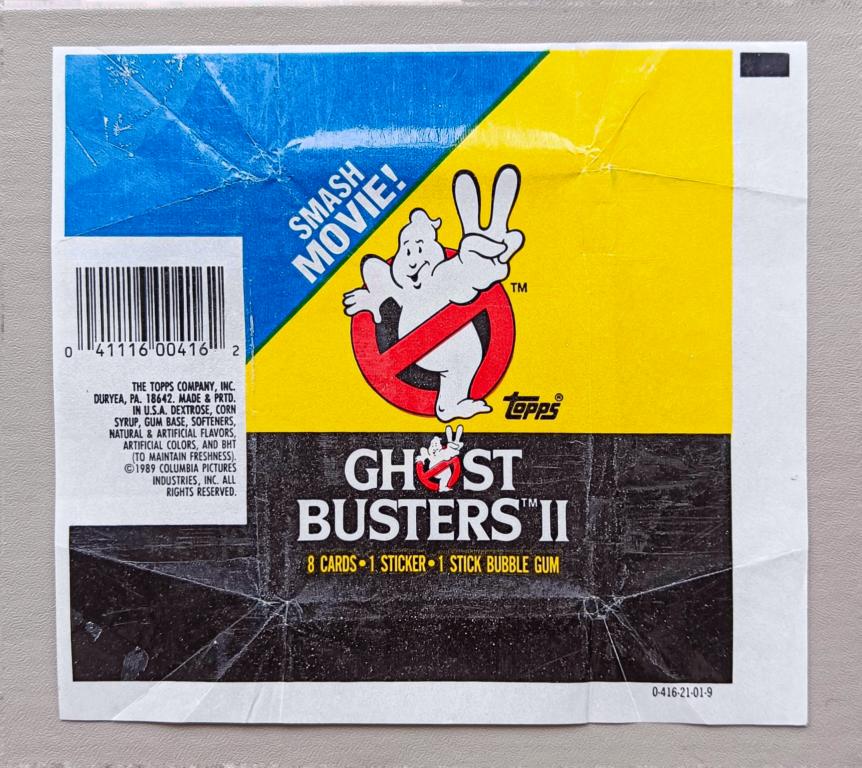 SMASH
MOVIE!
TM
topps®
0 41116 00416 2
THE TOPPS COMPANY, INC.
DURYEA, PA. 18642. MADE & PRTD.
IN U.S.A. DEXTROSE, CORN
SYRUP, GUM BASE, SOFTENERS,
NATURAL & ARTIFICIAL FLAVORS,
ARTIFICIAL COLORS, AND BHT
(TO MAINTAIN FRESHNESS).
©1989 COLUMBIA PICTURES
INDUSTRIES, INC. ALL
RIGHTS RESERVED.
GHOST
BUSTERS™ II
8 CARDS • 1 STICKER • 1 STICK BUBBLE GUM
0-416-21-01-9